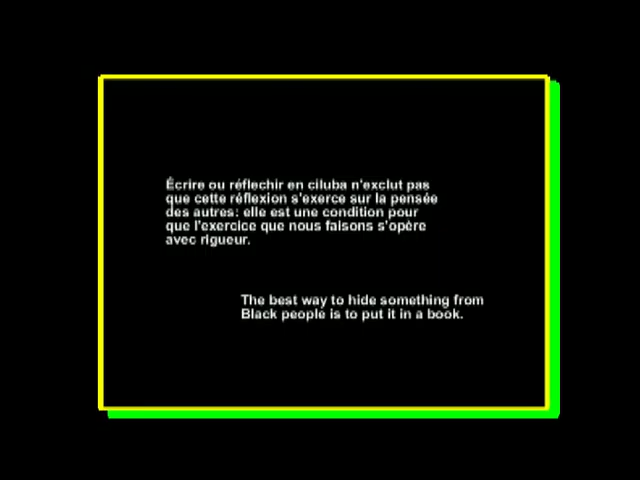 Écrire ou réflechir en ciluba n'exclut pas
que cette réflexion s'exerce sur la pensée
des autres: elle est une condition pour
que l'exercice que nous faisons s'opère
avec rigueur.
The best way to hide something from
Black people is to put it in a book.